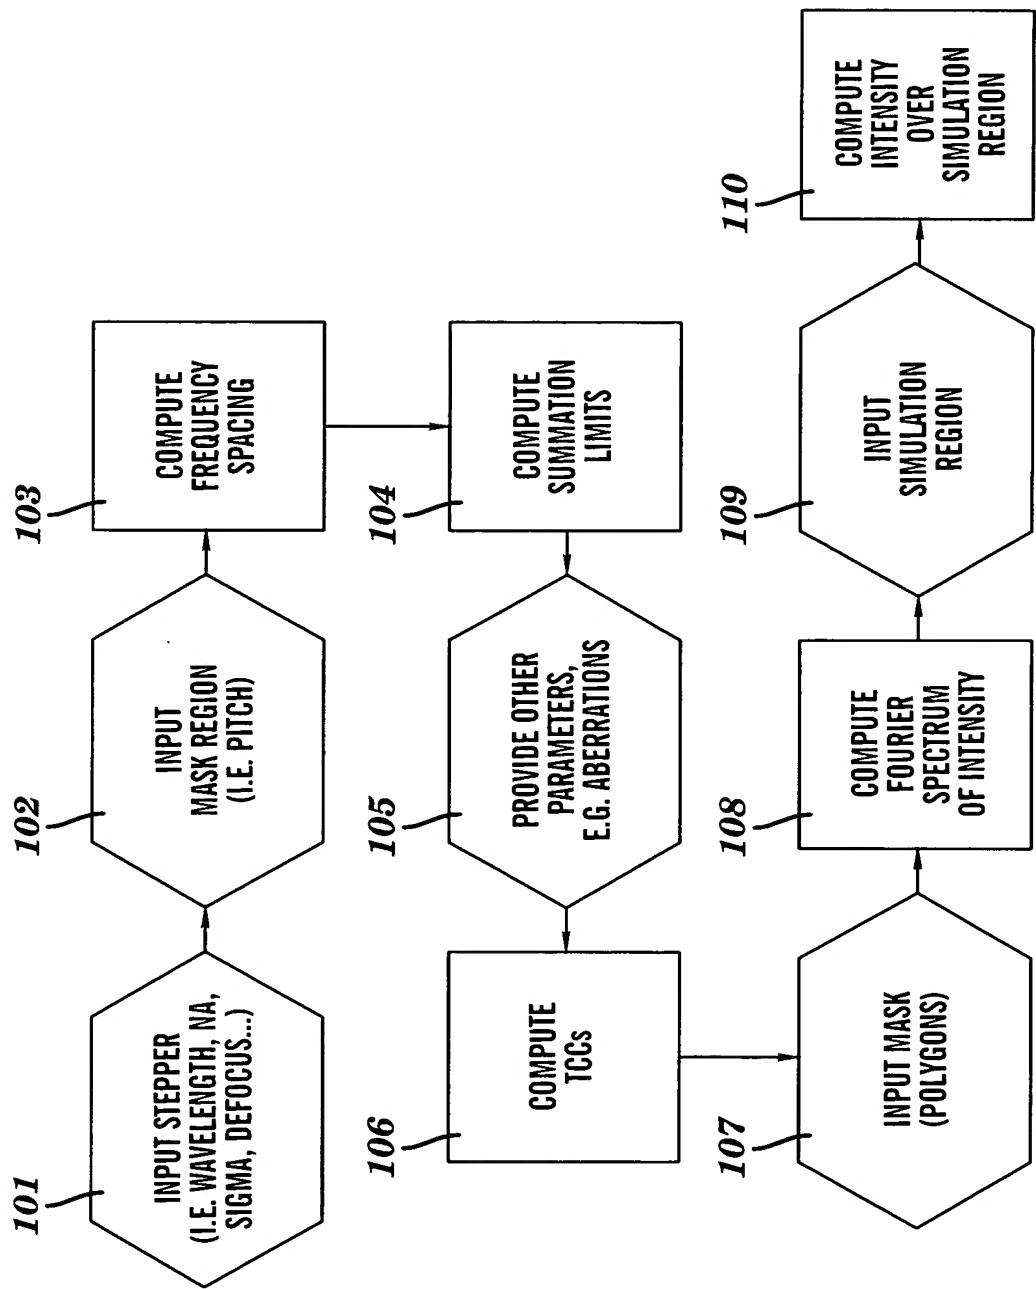 101
INPUT STEPPER
(I.E. WAVELENGTH, NA,
SIGMA, DEFOCUS...)
102
INPUT
MASK REGION
(I.E. PITCH)
103
COMPUTE
FREQUENCY
SPACING
104
COMPUTE
SUMMATION
LIMITS
105
PROVIDE OTHER
PARAMETERS,
E.G. ABERRATIONS
106
COMPUTE
TCCs
107
INPUT MASK
(POLYGONS)
108
COMPUTE
FOURIER
SPECTRUM
OF INTENSITY
109
INPUT
SIMULATION
REGION
110
COMPUTE
INTENSITY
OVER
SIMULATION
REGION